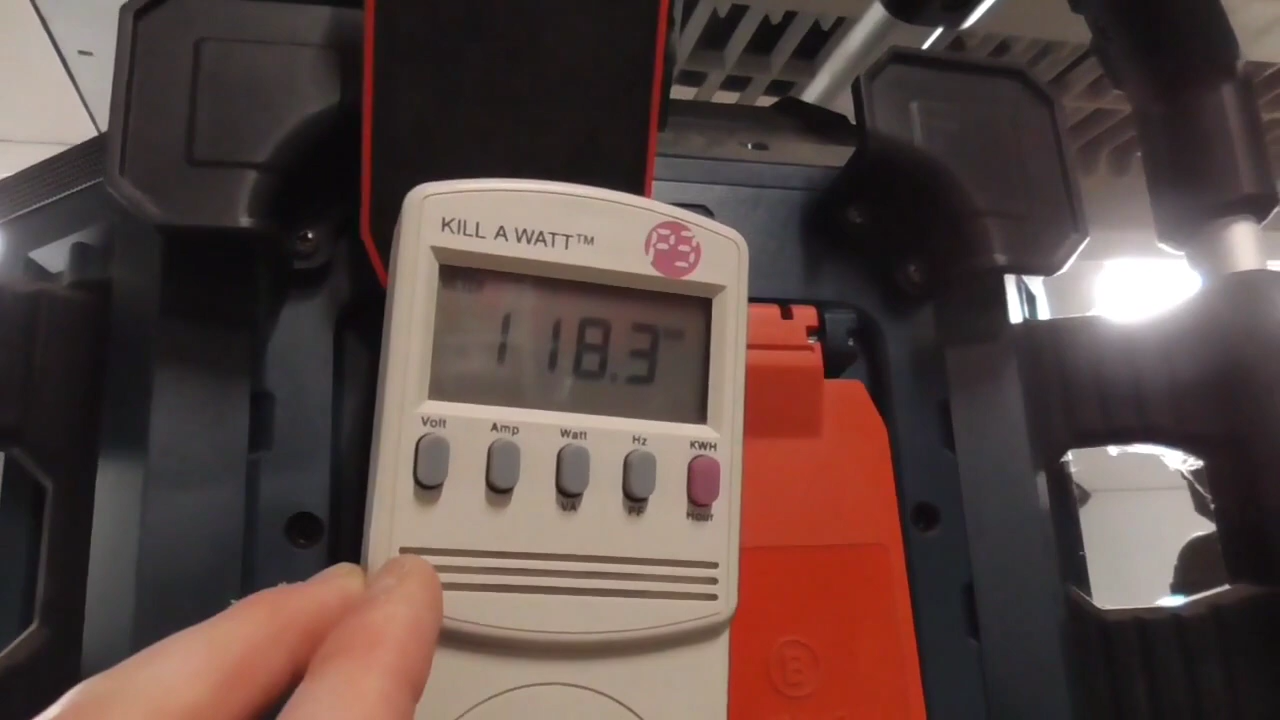 KILL A WATT™
P3
118.3
Volt Amp Watt Hz KWH
VA PF Hour
B